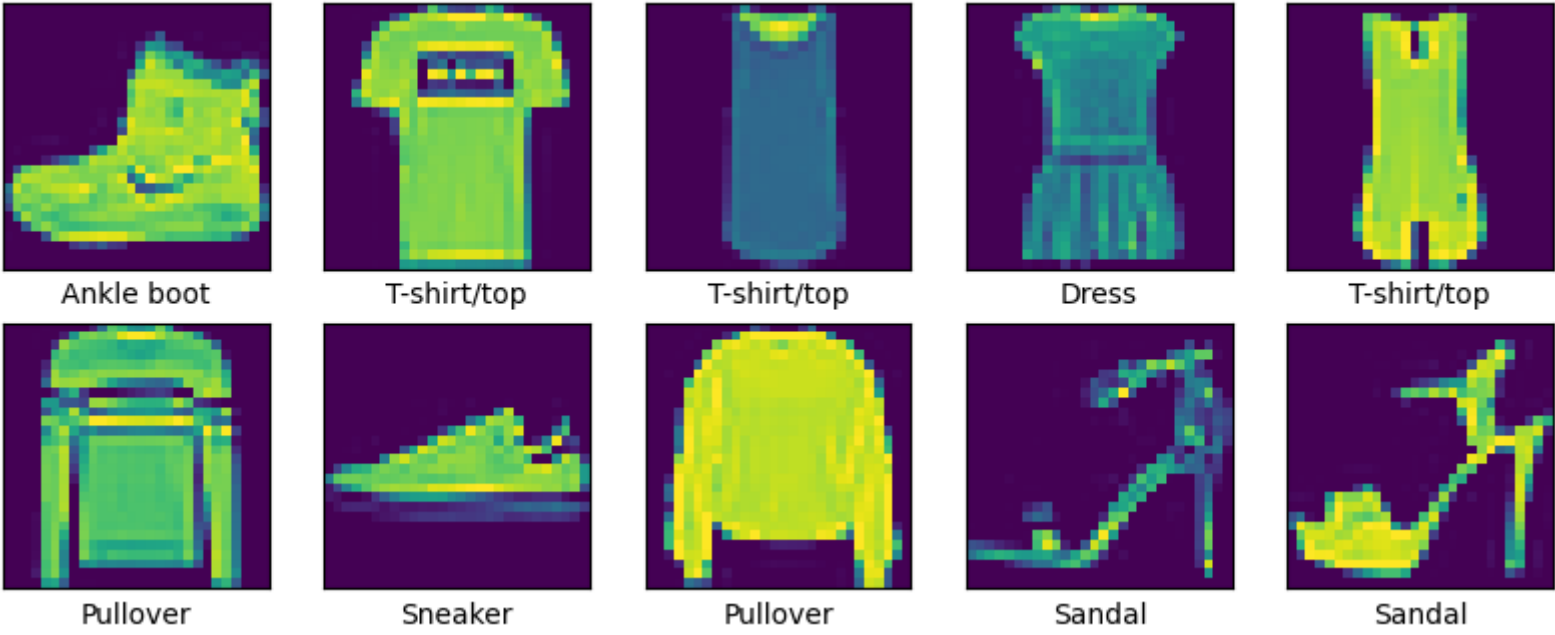 Ankle boot
T-shirt/top
T-shirt/top
Dress
T-shirt/top
Pullover
Sneaker
Pullover
Sandal
Sandal